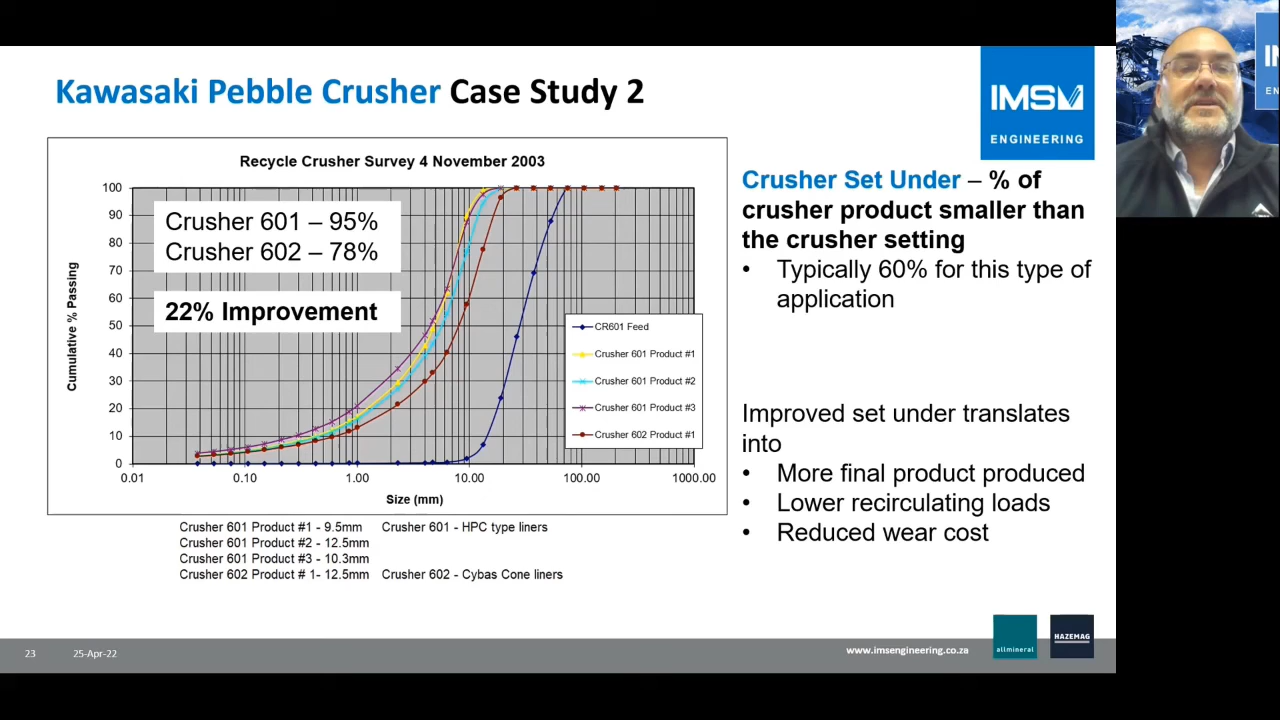 Kawasaki Pebble Crusher Case Study 2
IMS
ENGINEERING
Recycle Crusher Survey 4 November 2003
Crusher 601 – 95%
Crusher 602 – 78%
22% Improvement
Cumulative % Passing
100
90
80
70
60
50
40
30
20
10
0
0.01
0.10
1.00
10.00
100.00
1000.00
Size (mm)
CR601 Feed
Crusher 601 Product #1
Crusher 601 Product #2
Crusher 601 Product #3
Crusher 602 Product #1
Crusher 601 Product #1 - 9.5mm Crusher 601 - HPC type liners
Crusher 601 Product #2 - 12.5mm
Crusher 601 Product #3 - 10.3mm
Crusher 602 Product # 1- 12.5mm Crusher 602 - Cybas Cone liners
Crusher Set Under – % of
crusher product smaller than
the crusher setting
• Typically 60% for this type of
application
Improved set under translates
into
• More final product produced
• Lower recirculating loads
• Reduced wear cost
23
25-Apr-22
www.imsengineering.co.za
allmineral
HAZEMAG